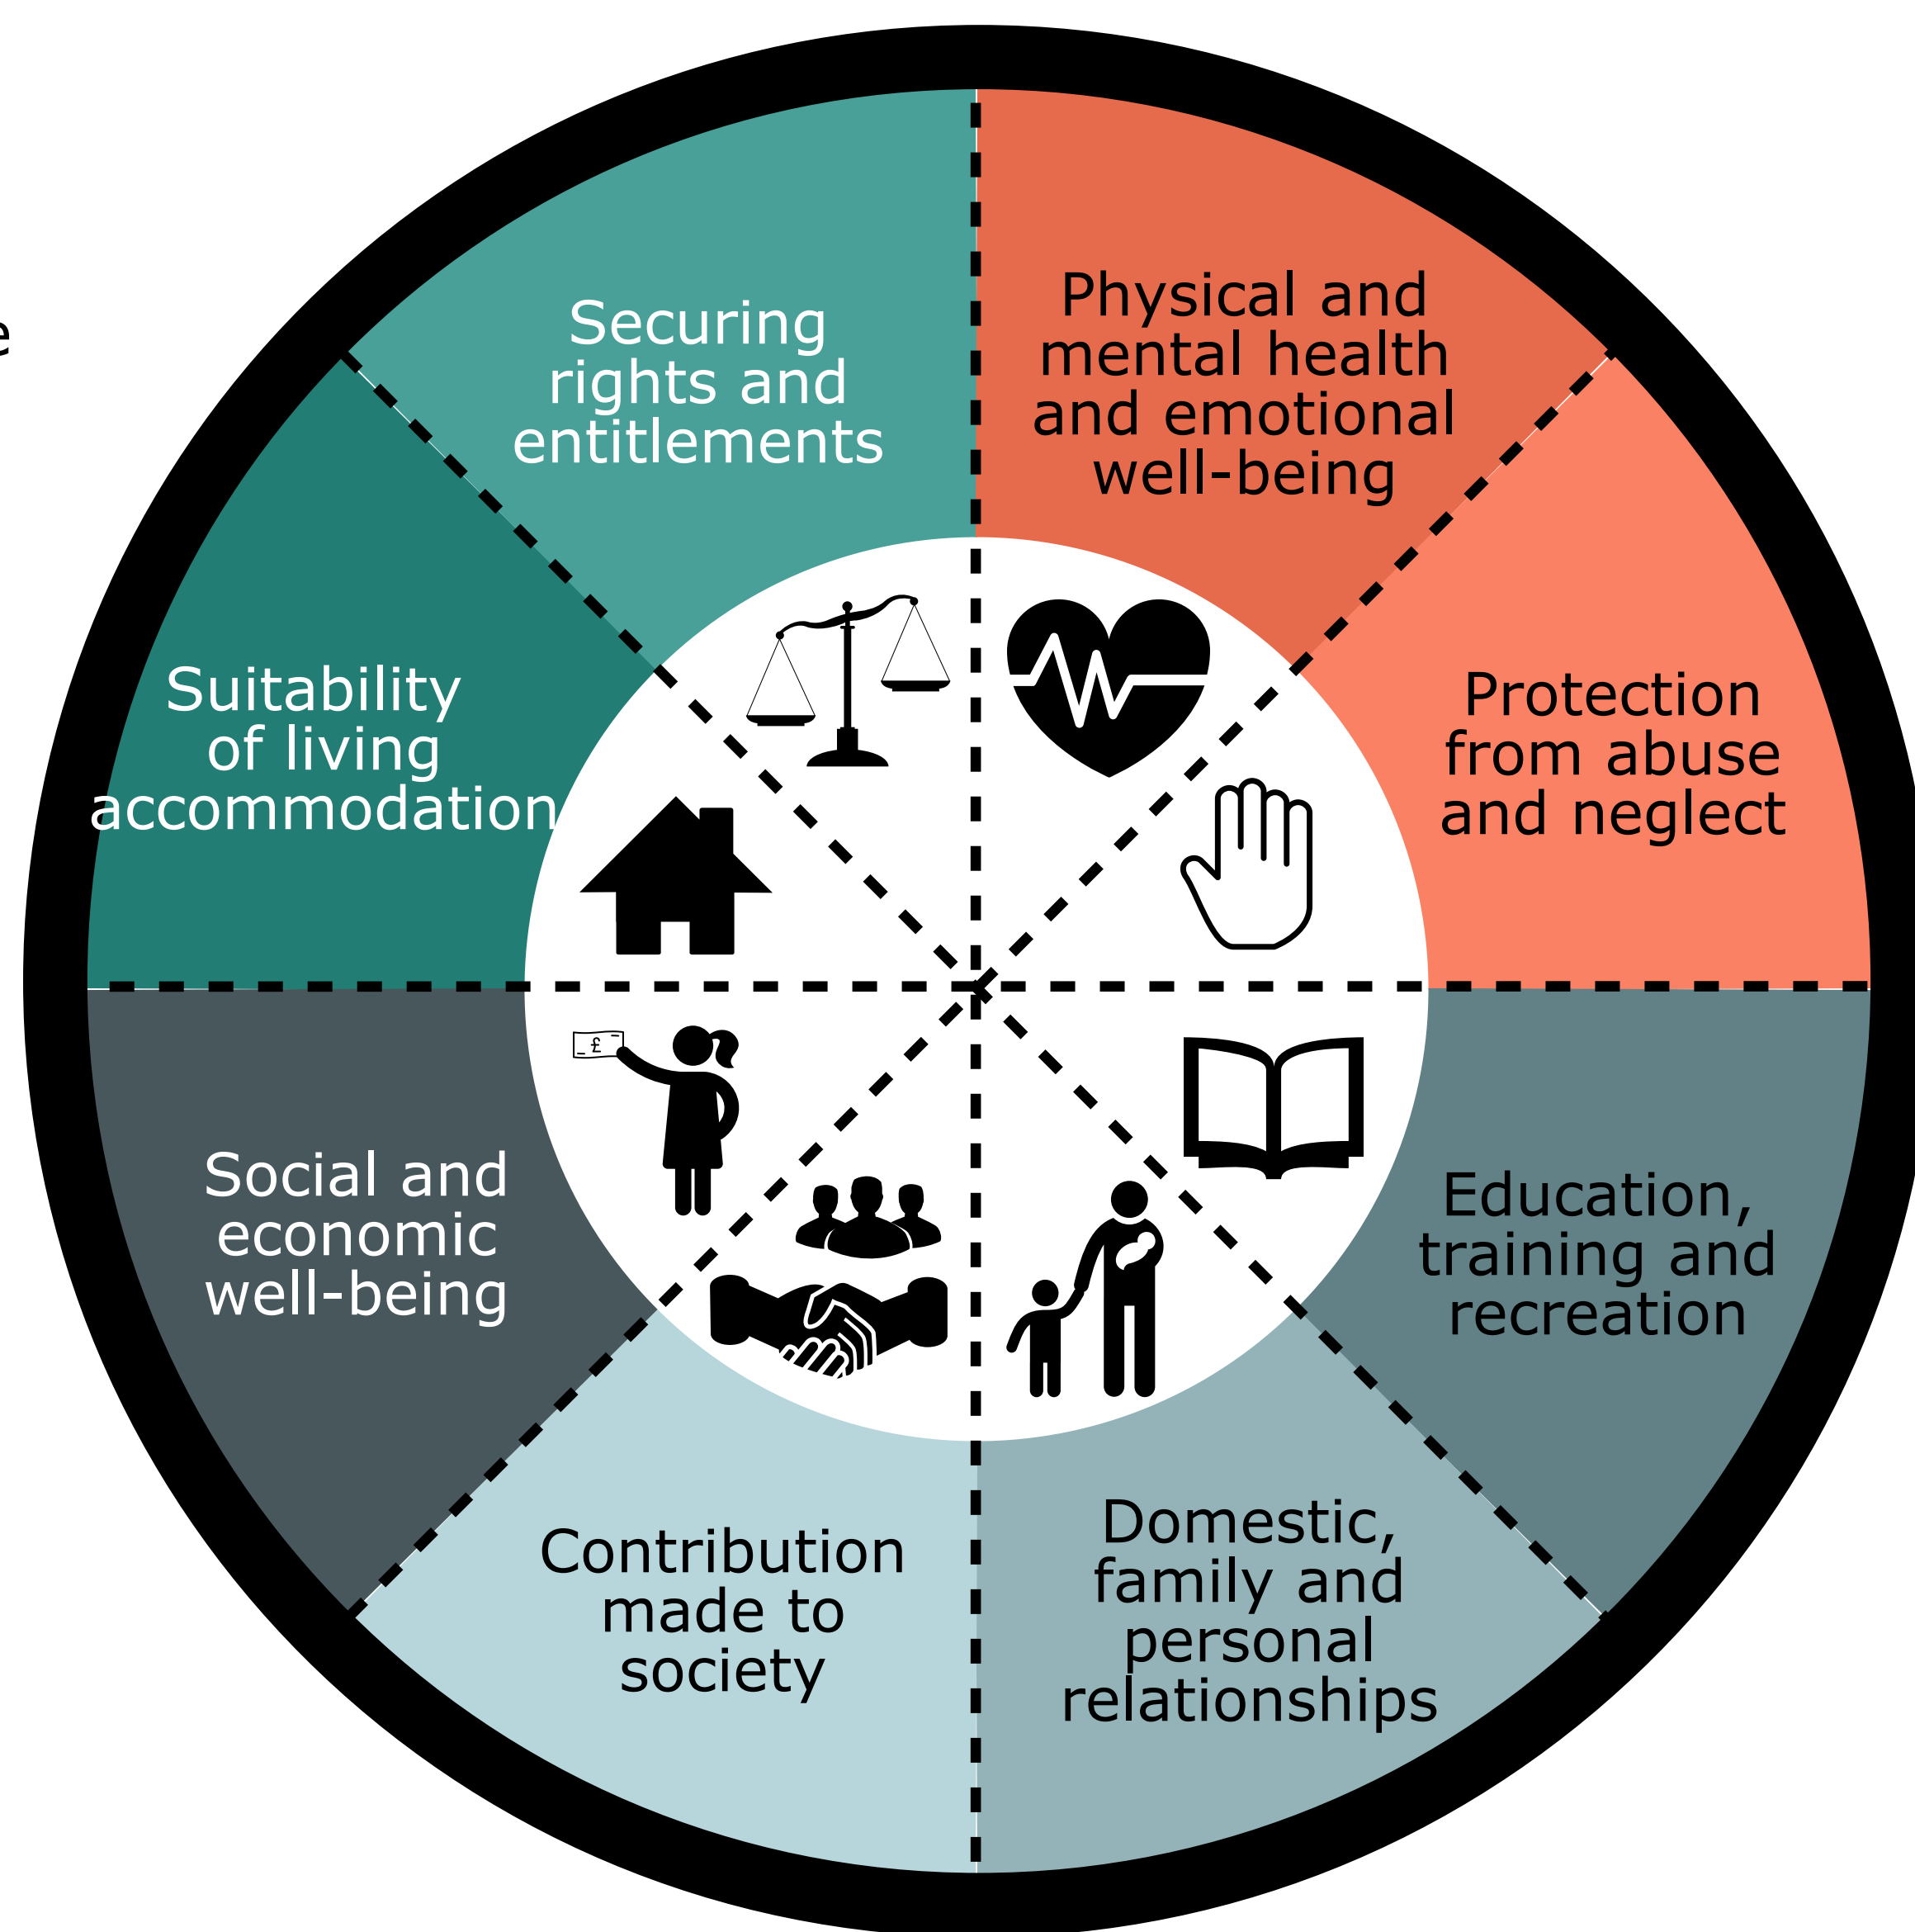 e
Securing
rights and
entitlements
Physical and
mental health
and emotional
well-being
Suitability
of living
accommodation
Protection
from abuse
and neglect
£
Social and
economic
well-being
Education,
training and
recreation
Contribution
made to
society
Domestic,
family and
personal
relationships